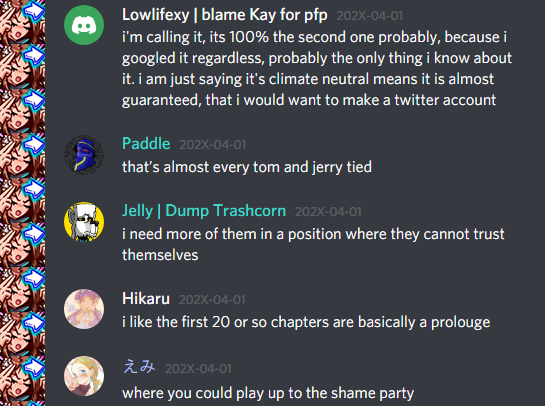 Lowlifexy | blame Kay for pfp 202X-04-01
i'm calling it, its 100% the second one probably, because i
googled it regardless, probably the only thing i know about
it. i am just saying it's climate neutral means it is almost
guaranteed, that i would want to make a twitter account
Paddle 202X-04-01
that's almost every tom and jerry tied
Jelly | Dump Trashcorn 202X-04-01
i need more of them in a position where they cannot trust
themselves
Hikaru 202X-04-01
i like the first 20 or so chapters are basically a prolouge
えみ 202X-04-01
where you could play up to the shame party